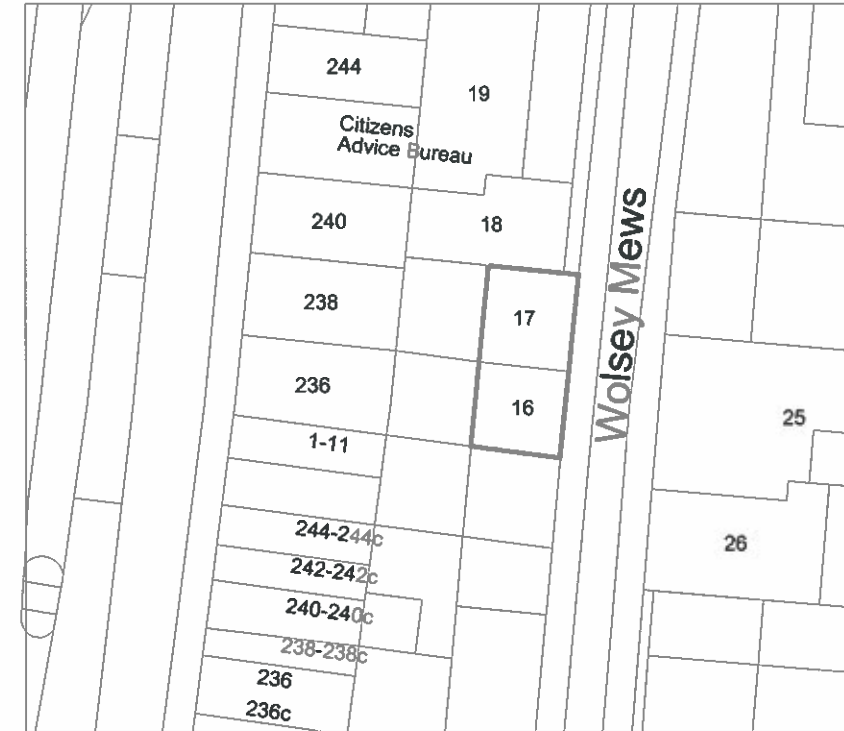 244
19
Citizens
Advice Bureau
240
18
238
17
236
16
1-11
Wolsey Mews
25
244-244c
26
242-242c
240-240c
238-238c
236
236c